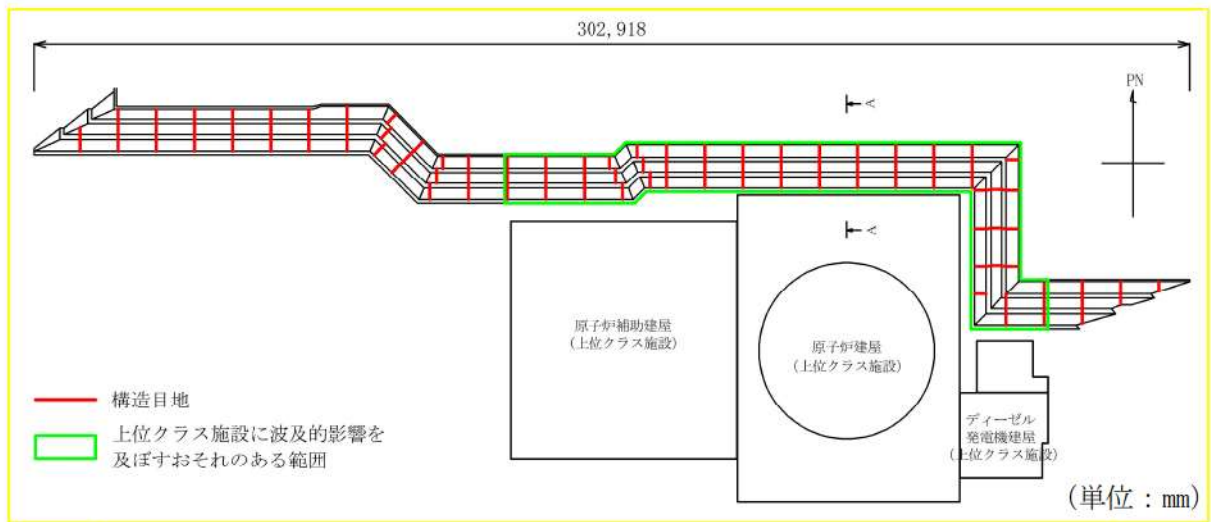 302,918
PN
A
A
原子炉補助建屋
(上位クラス施設)
原子炉建屋
(上位クラス施設)
ディーゼル
発電機建屋
(上位クラス施設)
構造目地
上位クラス施設に波及的影響を
及ぼすおそれのある範囲
(単位：mm)